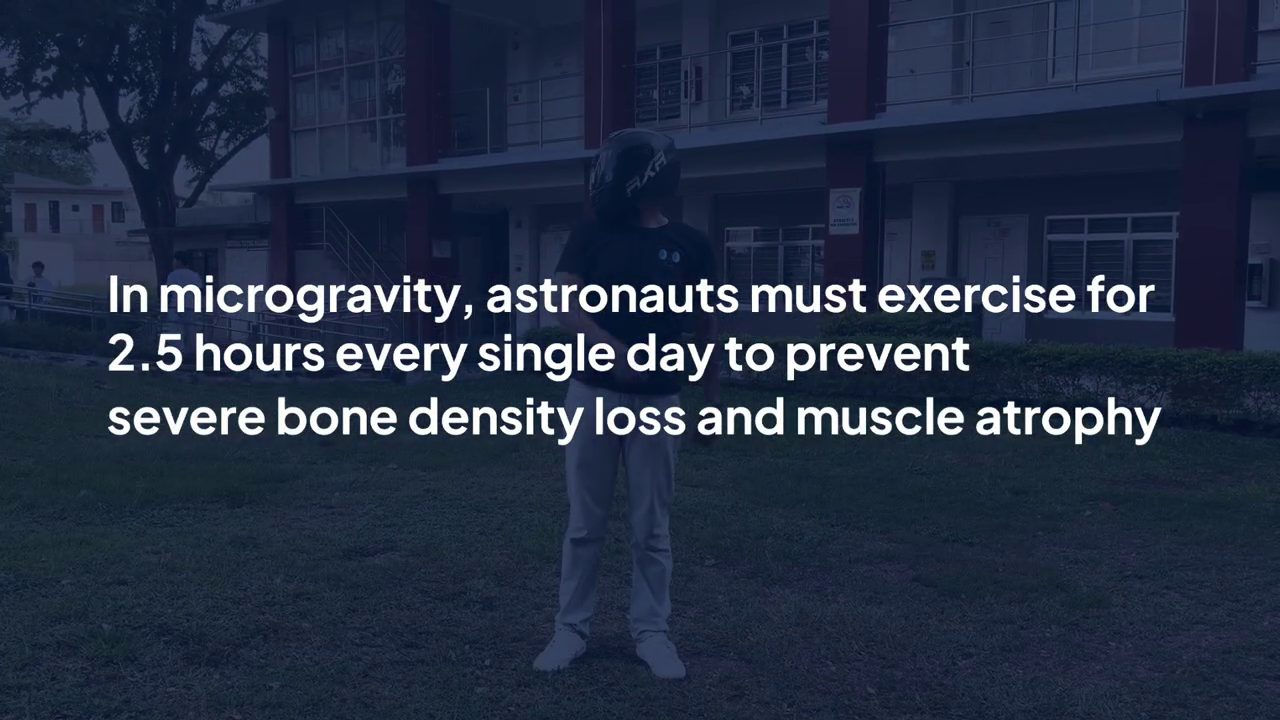 In microgravity, astronauts must exercise for
2.5 hours every single day to prevent
severe bone density loss and muscle atrophy